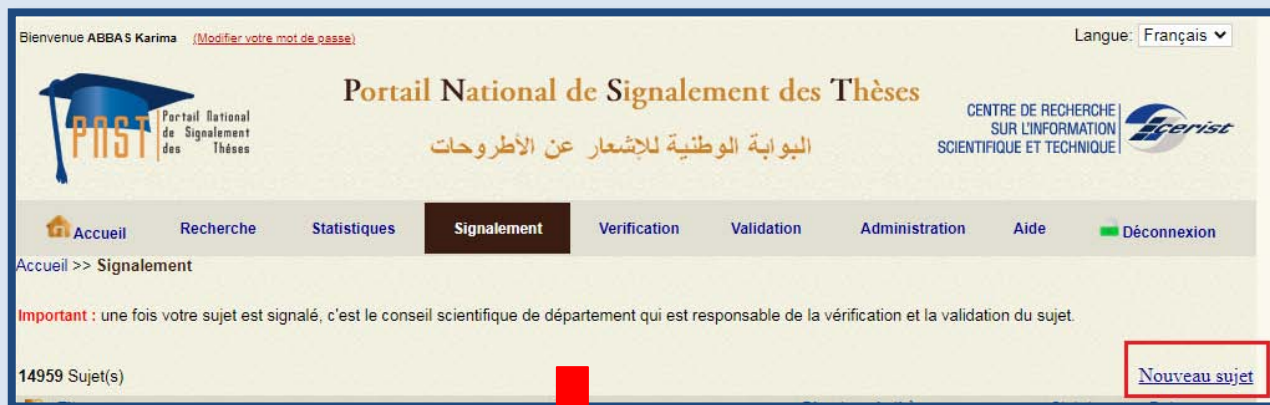 Bienvenue ABBAS Karima (Modifier votre mot de passe)
Langue: Français
PNST
Portail National
de Signalement
des Thèses
Portail National de Signalement des Thèses
البوابة الوطنية للإشعار عن الأطروحات
CENTRE DE RECHERCHE
SUR L'INFORMATION
SCIENTIFIQUE ET TECHNIQUE
cerist
Accueil Recherche Statistiques Signalement Verification Validation Administration Aide Déconnexion
Accueil >> Signalement
Important : une fois votre sujet est signalé, c'est le conseil scientifique de département qui est responsable de la vérification et la validation du sujet.
14959 Sujet(s)
Nouveau sujet